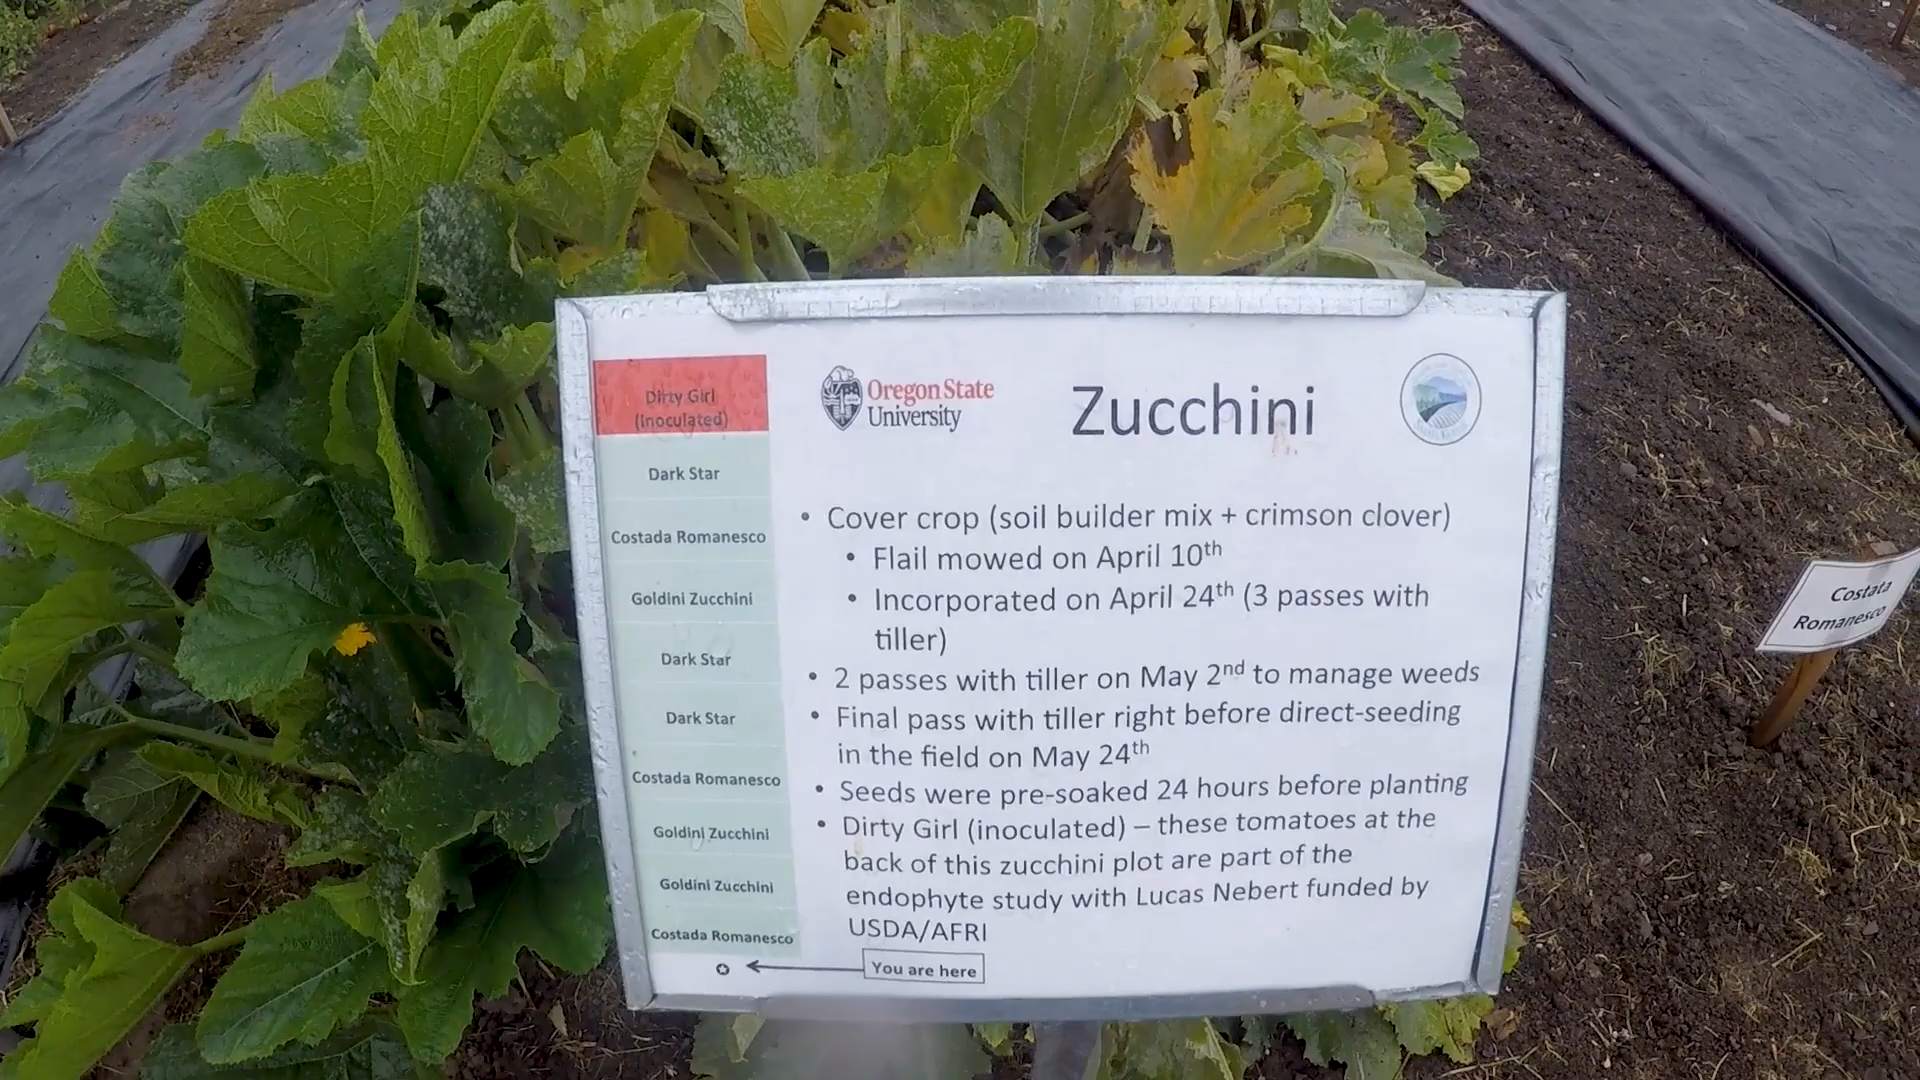 Dirty Girl
(Inoculated)
Dark Star
Costada Romanesco
Goldini Zucchini
Dark Star
Dark Star
Costada Romanesco
Goldini Zucchini
Goldini Zucchini
Costada Romanesco
Oregon State
University
Zucchini
• Cover crop (soil builder mix + crimson clover)
• Flail mowed on April 10th
• Incorporated on April 24th (3 passes with
tiller)
• 2 passes with tiller on May 2nd to manage weeds
• Final pass with tiller right before direct-seeding
in the field on May 24th
• Seeds were pre-soaked 24 hours before planting
• Dirty Girl (inoculated) – these tomatoes at the
back of this zucchini plot are part of the
endophyte study with Lucas Nebert funded by
USDA/AFRI
You are here
Costata
Romanesco